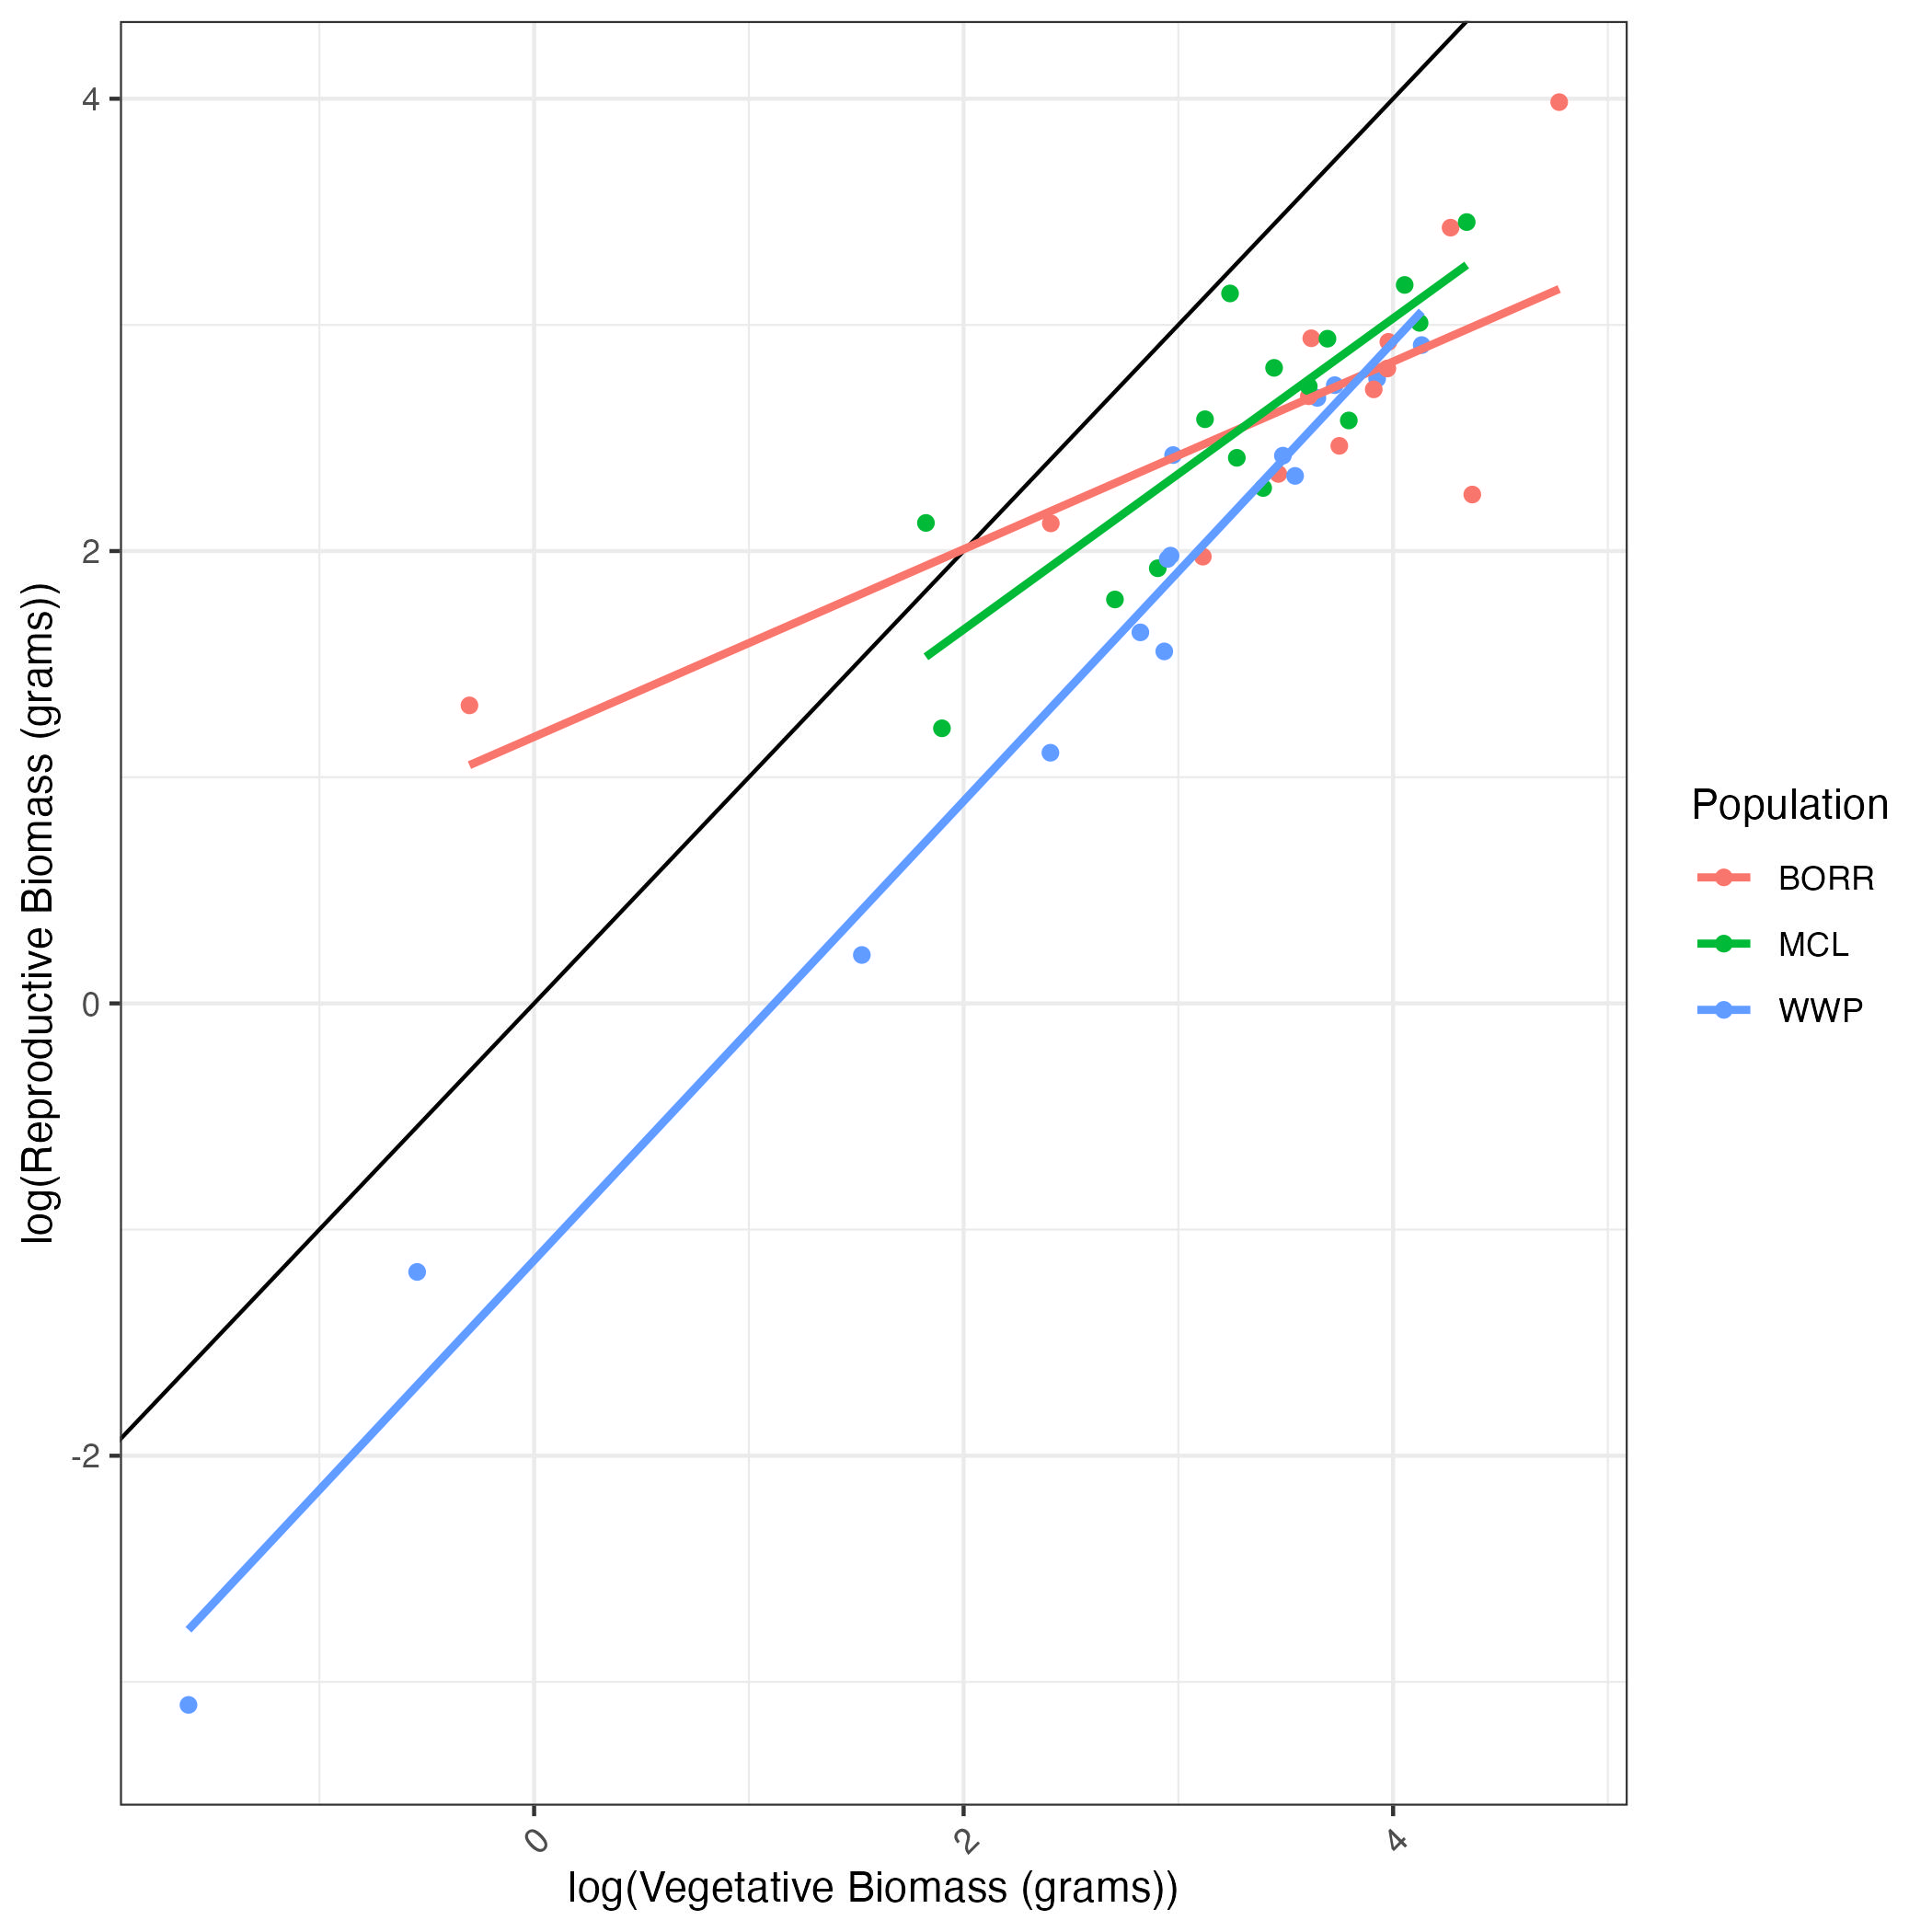 4
2
0
-2
log(Reproductive Biomass (grams))
0
2
4
log(Vegetative Biomass (grams))
Population
BORR
MCL
WWP